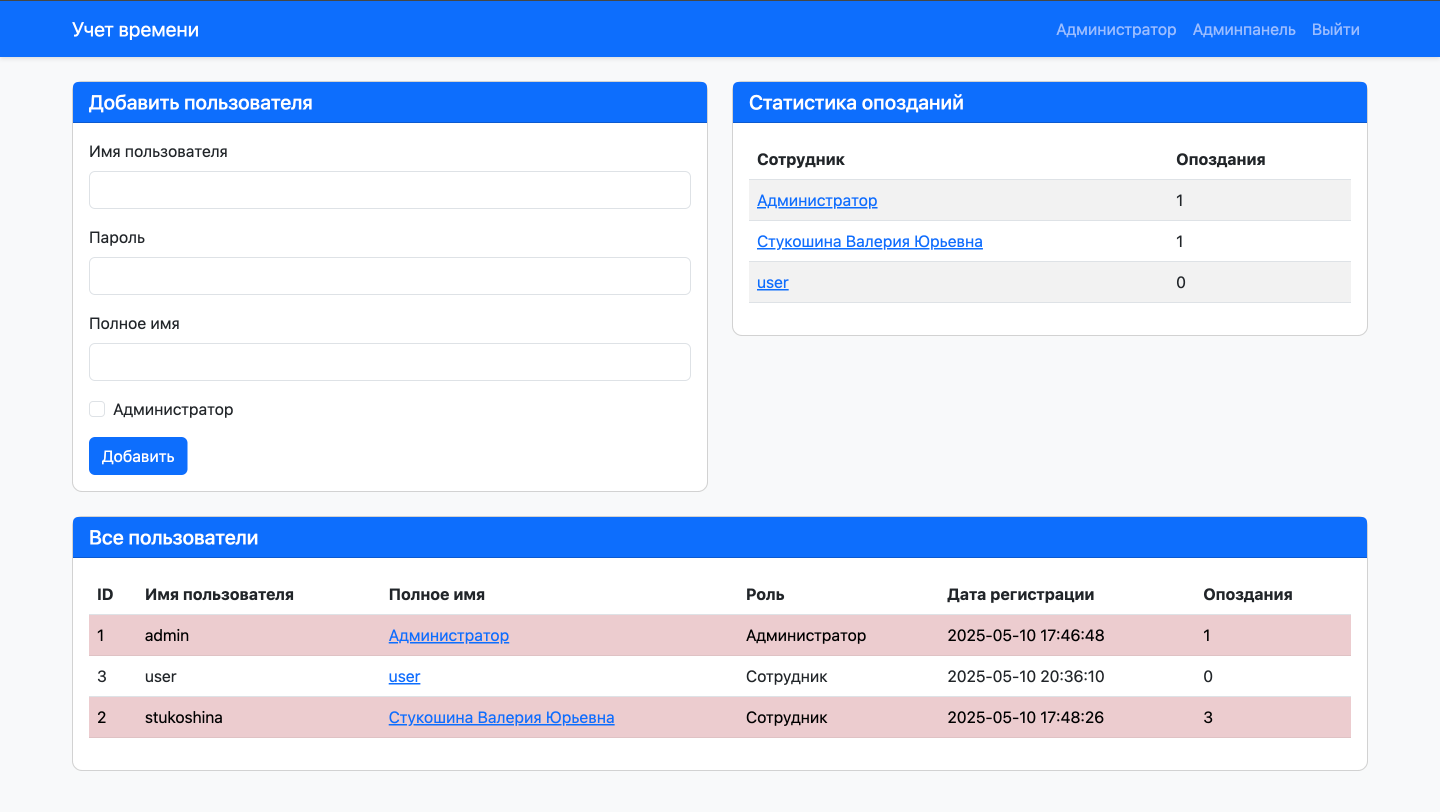 Учет времени
Администратор Админпанель Выйти
Добавить пользователя
Имя пользователя
Пароль
Полное имя
Администратор
Добавить
Статистика опозданий
Сотрудник Опоздания
Администратор 1
Стукошина Валерия Юрьевна 1
user 0
Все пользователи
ID Имя пользователя Полное имя Роль Дата регистрации Опоздания
1 admin Администратор Администратор 2025-05-10 17:46:48 1
3 user user Сотрудник 2025-05-10 20:36:10 0
2 stukoshina Стукошина Валерия Юрьевна Сотрудник 2025-05-10 17:48:26 3